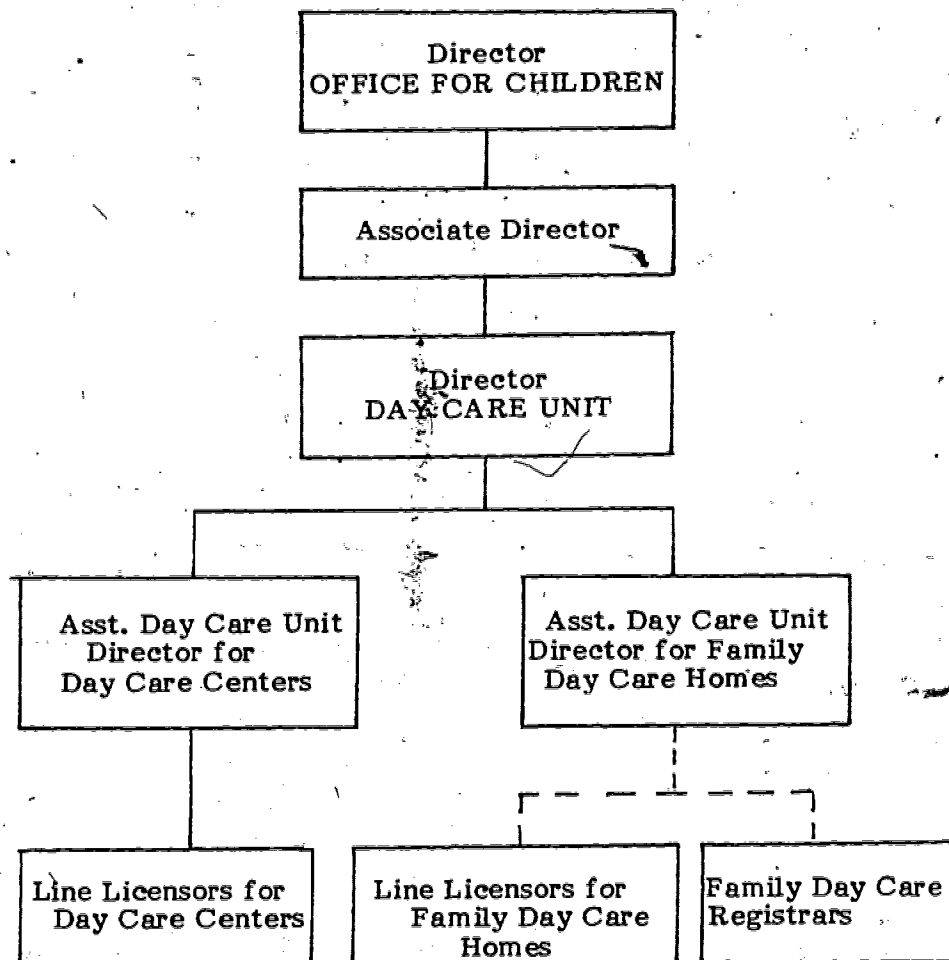 Director
OFFICE FOR CHILDREN
Associate Director
Director
DAY CARE UNIT
Asst. Day Care Unit
Director for
Day Care Centers
Asst. Day Care Unit
Director for Family
Day Care Homes
Line Licensors for
Day Care Centers
Line Licensors for
Family Day Care
Homes
Family Day Care
Registrars